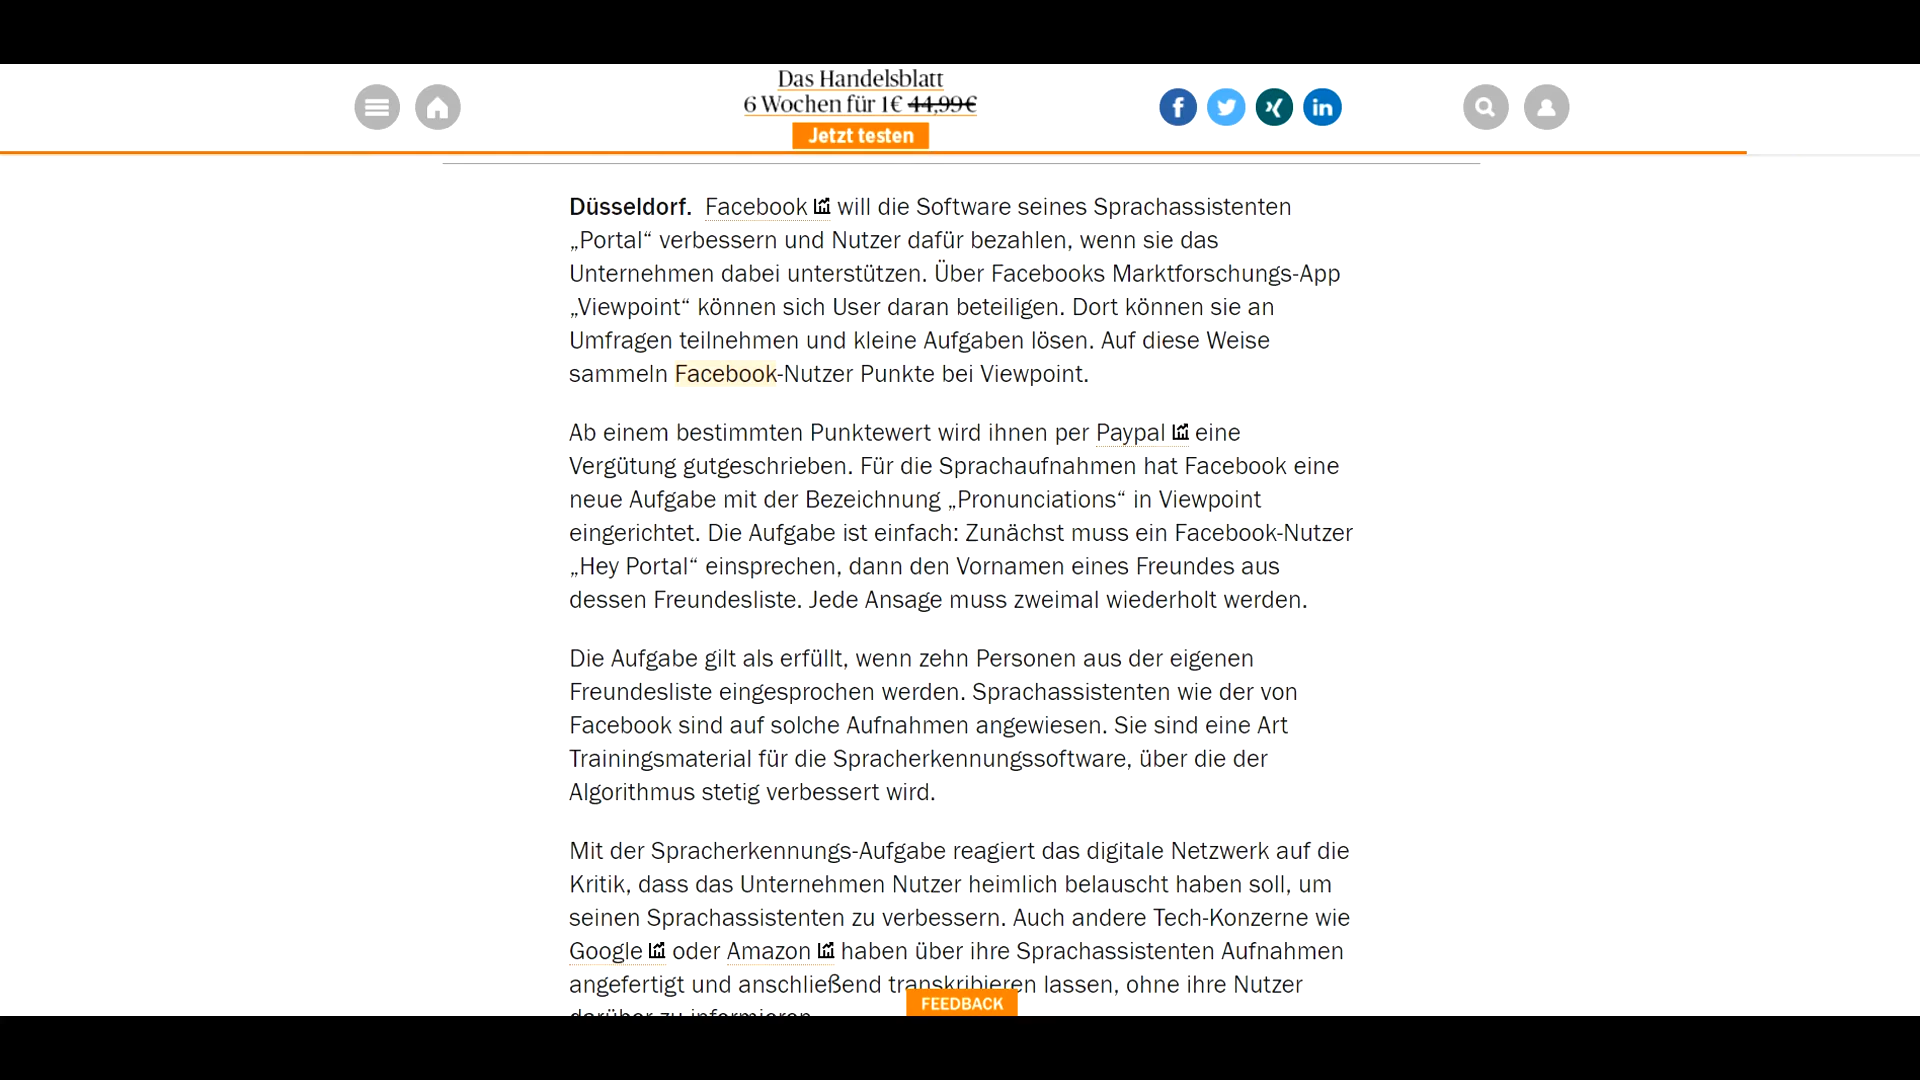 Das Handelsblatt
6 Wochen für 1€ 44,99€
Jetzt testen
Düsseldorf. Facebook will die Software seines Sprachassistenten
„Portal“ verbessern und Nutzer dafür bezahlen, wenn sie das
Unternehmen dabei unterstützen. Über Facebooks Marktforschungs-App
„Viewpoint“ können sich User daran beteiligen. Dort können sie an
Umfragen teilnehmen und kleine Aufgaben lösen. Auf diese Weise
sammeln Facebook-Nutzer Punkte bei Viewpoint.
Ab einem bestimmten Punktewert wird ihnen per Paypal eine
Vergütung gutgeschrieben. Für die Sprachaufnahmen hat Facebook eine
neue Aufgabe mit der Bezeichnung „Pronunciations“ in Viewpoint
eingerichtet. Die Aufgabe ist einfach: Zunächst muss ein Facebook-Nutzer
„Hey Portal“ einsprechen, dann den Vornamen eines Freundes aus
dessen Freundesliste. Jede Ansage muss zweimal wiederholt werden.
Die Aufgabe gilt als erfüllt, wenn zehn Personen aus der eigenen
Freundesliste eingesprochen werden. Sprachassistenten wie der von
Facebook sind auf solche Aufnahmen angewiesen. Sie sind eine Art
Trainingsmaterial für die Spracherkennungssoftware, über die der
Algorithmus stetig verbessert wird.
Mit der Spracherkennungs-Aufgabe reagiert das digitale Netzwerk auf die
Kritik, dass das Unternehmen Nutzer heimlich belauscht haben soll, um
seinen Sprachassistenten zu verbessern. Auch andere Tech-Konzerne wie
Google oder Amazon haben über ihre Sprachassistenten Aufnahmen
angefertigt und anschließend transkribieren lassen, ohne ihre Nutzer
darüber zu informieren.
FEEDBACK